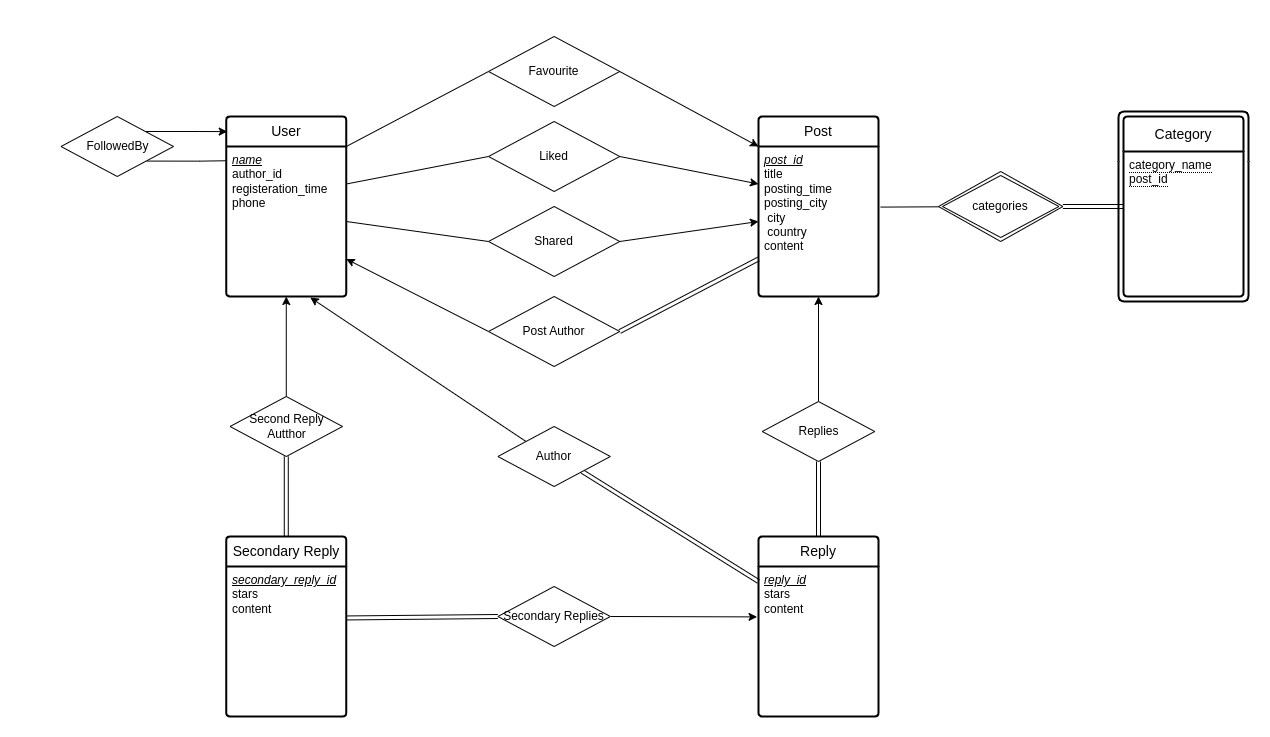 Favourite
FollowedBy
User
name
author_id
registeration_time
phone
Liked
Shared
Post Author
Post
post_id
title
posting_time
posting_city
city
country
content
categories
Category
category_name
post_id
Second Reply
Autthor
Author
Replies
Secondary Reply
secondary_reply_id
stars
content
Secondary Replies
Reply
reply_id
stars
content